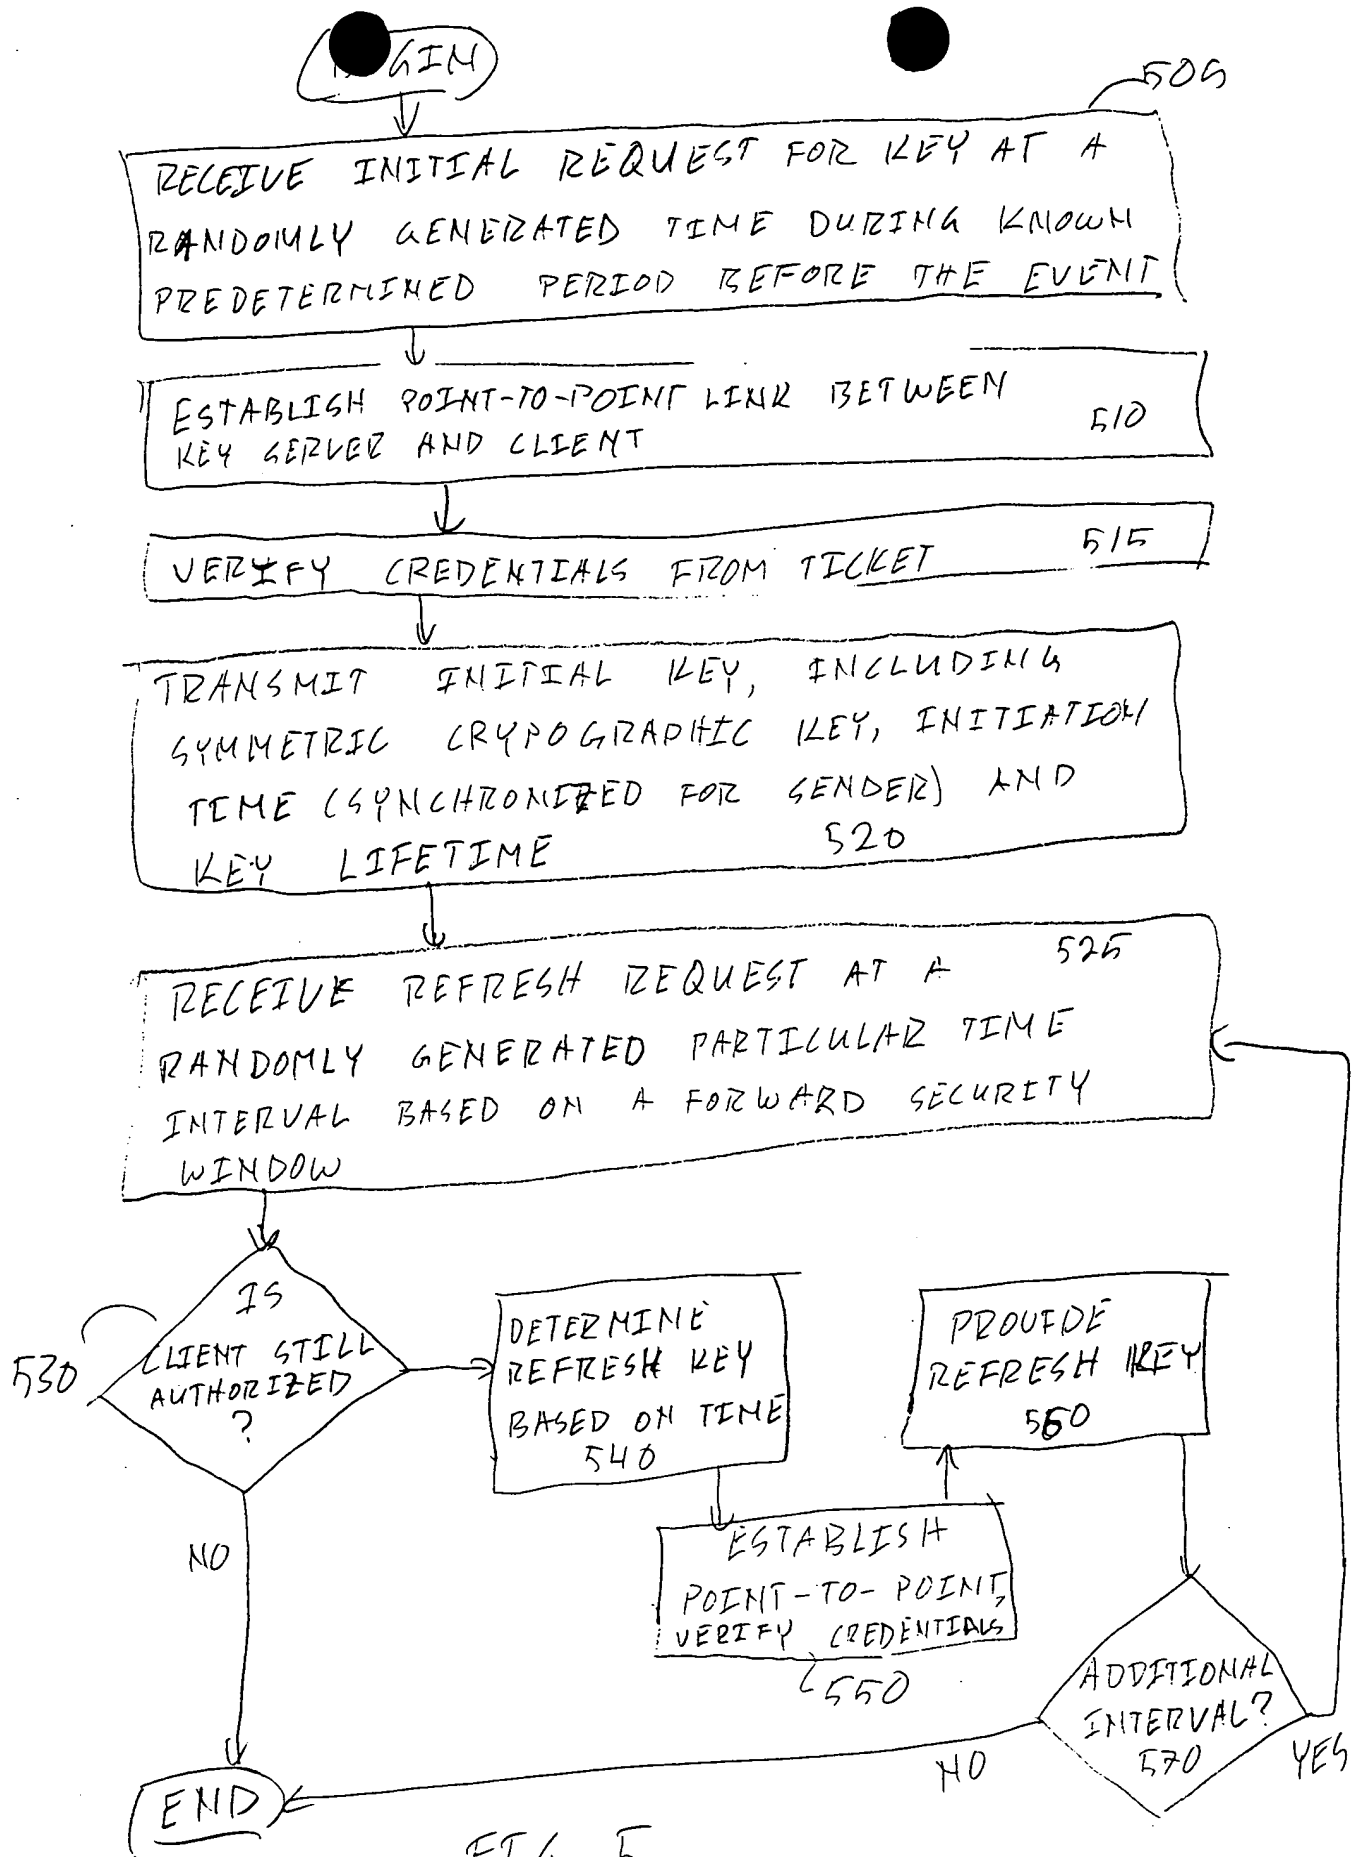 BEGIN
505
RECEIVE INITIAL REQUEST FOR KEY AT A
RANDOMLY GENERATED TIME DURING KNOWN
PREDETERMINED PERIOD BEFORE THE EVENT
ESTABLISH POINT-TO-POINT LINK BETWEEN
KEY SERVER AND CLIENT
510
VERIFY CREDENTIALS FROM TICKET
515
TRANSMIT INITIAL KEY, INCLUDING
SYMMETRIC CRYPOGRAPHIC KEY, INITIATION
TIME (SYNCHRONIZED FOR SENDER) AND
KEY LIFETIME
520
525
RECEIVE REFRESH REQUEST AT A
RANDOMLY GENERATED PARTICULAR TIME
INTERVAL BASED ON A FORWARD SECURITY
WINDOW
530
IS
CLIENT STILL
AUTHORIZED
?
DETERMINE
REFRESH KEY
BASED ON TIME
540
PROVIDE
REFRESH KEY
560
NO
ESTABLISH
POINT-TO-POINT,
VERIFY CREDENTIALS
550
ADDITIONAL
INTERVAL?
570
NO
YES
END
FIG. 5